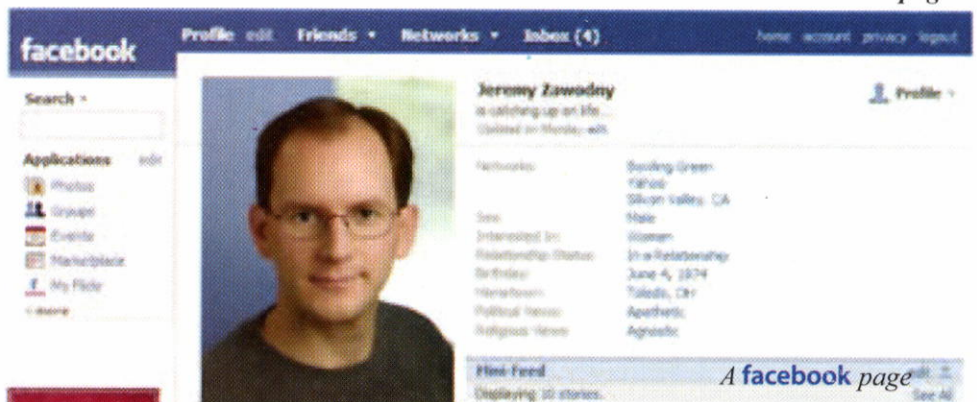 page
facebook
Profile edit Friends Networks Inbox (4)
home account privacy logout
Search
Applications edit
Photos
Groups
Events
Marketplace
My Flickr
more
Jeremy Zawodny
is catching up on life...
Updated on Monday edit
Profile
Networks: Bowling Green
Yahoo
Silicon Valley, CA
Sex: Male
Interested In: Women
Relationship Status: In a Relationship
Birthday: June 4, 1974
Hometown: Toledo, OH
Political Views: Apathetic
Religious Views: Agnostic
Mini-Feed
Displaying 10 stories.
See All
A facebook page